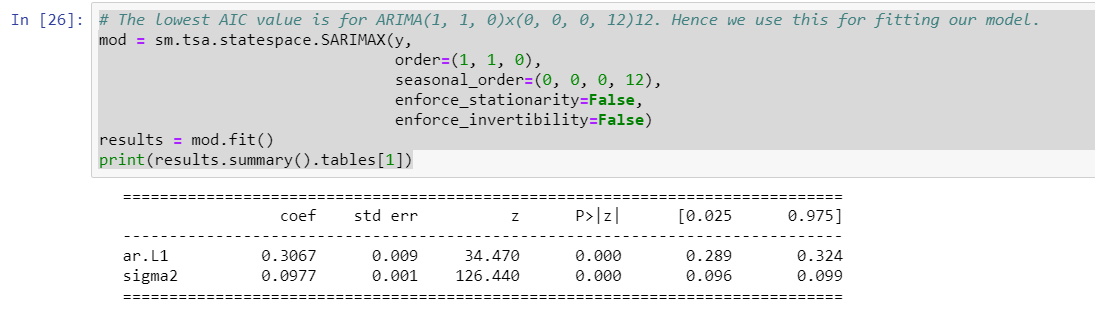 In [26]: # The lowest AIC value is for ARIMA(1, 1, 0)x(0, 0, 0, 12)12. Hence we use this for fitting our model.
mod = sm.tsa.statespace.SARIMAX(y,
                                order=(1, 1, 0),
                                seasonal_order=(0, 0, 0, 12),
                                enforce_stationarity=False,
                                enforce_invertibility=False)
results = mod.fit()
print(results.summary().tables[1])
==============================================================================
                 coef    std err          z      P>|z|      [0.025      0.975]
------------------------------------------------------------------------------
ar.L1          0.3067      0.009     34.470      0.000       0.289       0.324
sigma2         0.0977      0.001    126.440      0.000       0.096       0.099
==============================================================================